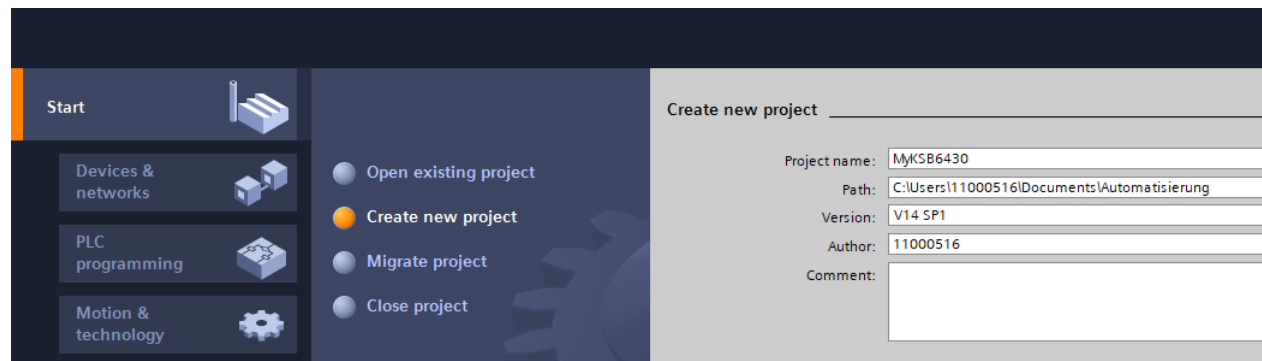 Start
Devices &
networks
PLC
programming
Motion &
technology
Open existing project
Create new project
Migrate project
Close project
Create new project
Project name: MyKSB6430
Path: C:\Users\11000516\Documents\Automatisierung
Version: V14 SP1
Author: 11000516
Comment: